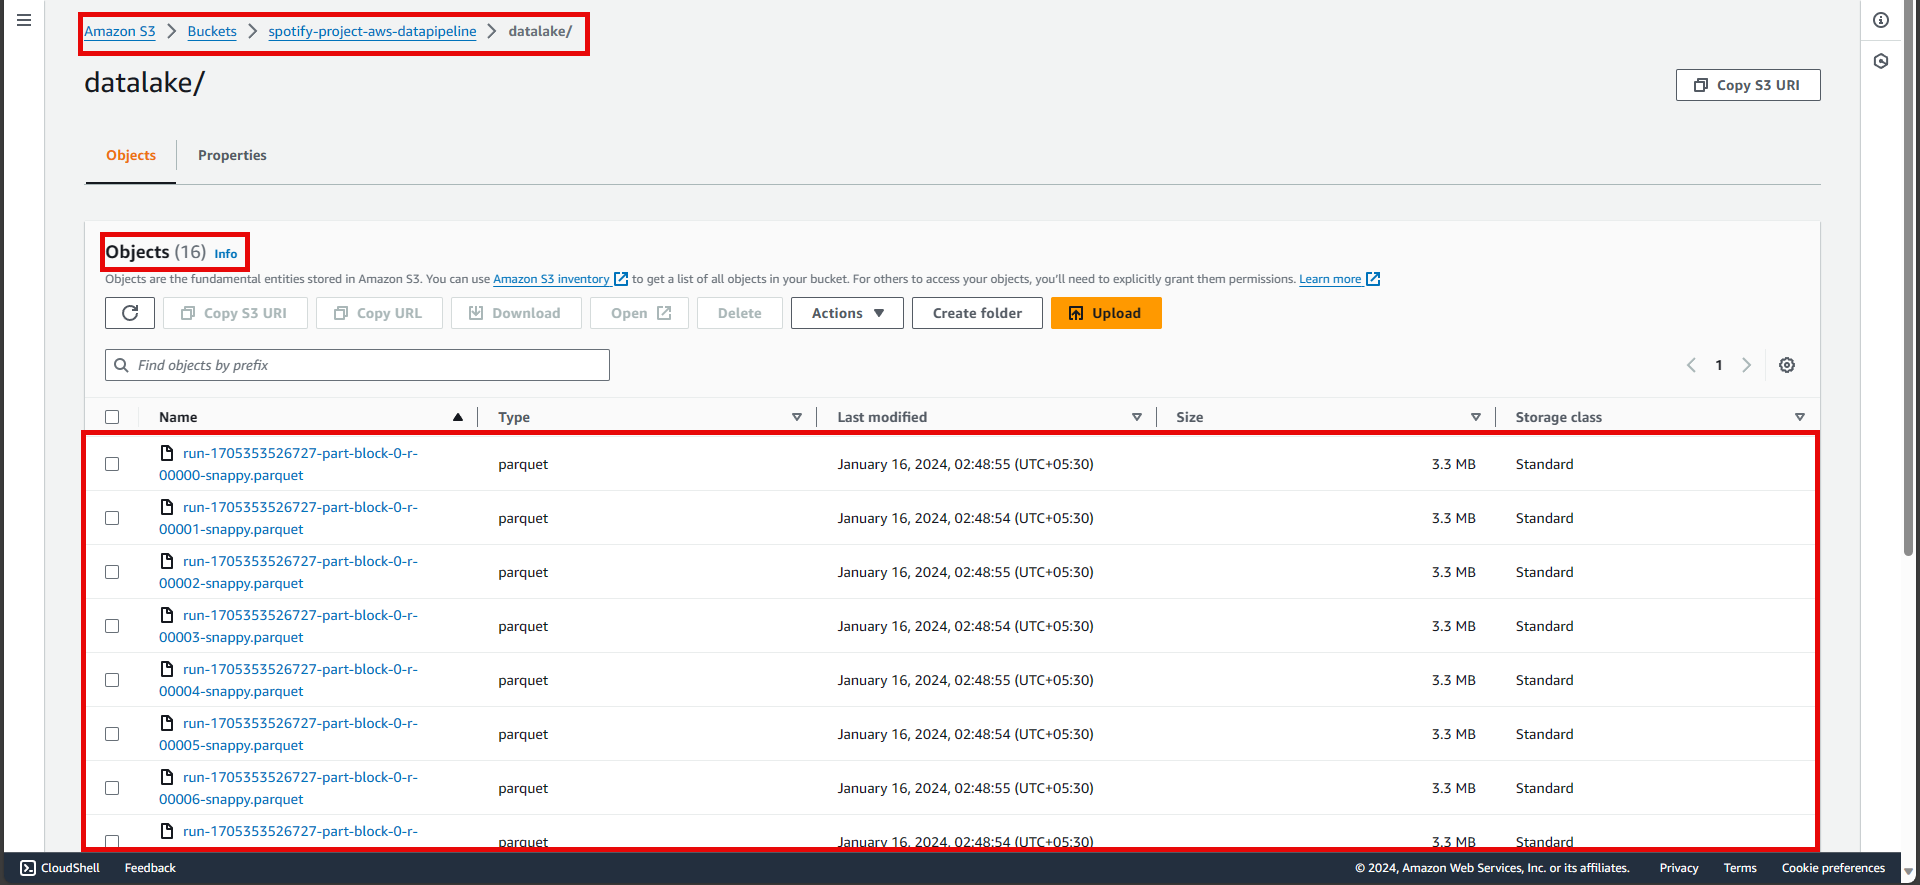 Amazon S3 > Buckets > spotify-project-aws-datapipeline > datalake/
datalake/
Copy S3 URI
Objects Properties
Objects (16) Info
Objects are the fundamental entities stored in Amazon S3. You can use Amazon S3 inventory to get a list of all objects in your bucket. For others to access your objects, you'll need to explicitly grant them permissions. Learn more
Copy S3 URI Copy URL Download Open Delete Actions Create folder Upload
Find objects by prefix
1
Name Type Last modified Size Storage class
run-1705353526727-part-block-0-r-
00000-snappy.parquet
parquet January 16, 2024, 02:48:55 (UTC+05:30) 3.3 MB Standard
run-1705353526727-part-block-0-r-
00001-snappy.parquet
parquet January 16, 2024, 02:48:54 (UTC+05:30) 3.3 MB Standard
run-1705353526727-part-block-0-r-
00002-snappy.parquet
parquet January 16, 2024, 02:48:55 (UTC+05:30) 3.3 MB Standard
run-1705353526727-part-block-0-r-
00003-snappy.parquet
parquet January 16, 2024, 02:48:54 (UTC+05:30) 3.3 MB Standard
run-1705353526727-part-block-0-r-
00004-snappy.parquet
parquet January 16, 2024, 02:48:55 (UTC+05:30) 3.3 MB Standard
run-1705353526727-part-block-0-r-
00005-snappy.parquet
parquet January 16, 2024, 02:48:54 (UTC+05:30) 3.3 MB Standard
run-1705353526727-part-block-0-r-
00006-snappy.parquet
parquet January 16, 2024, 02:48:55 (UTC+05:30) 3.3 MB Standard
run-1705353526727-part-block-0-r-
parquet January 16, 2024, 02:48:54 (UTC+05:30) 3.3 MB Standard
CloudShell Feedback © 2024, Amazon Web Services, Inc. or its affiliates. Privacy Terms Cookie preferences